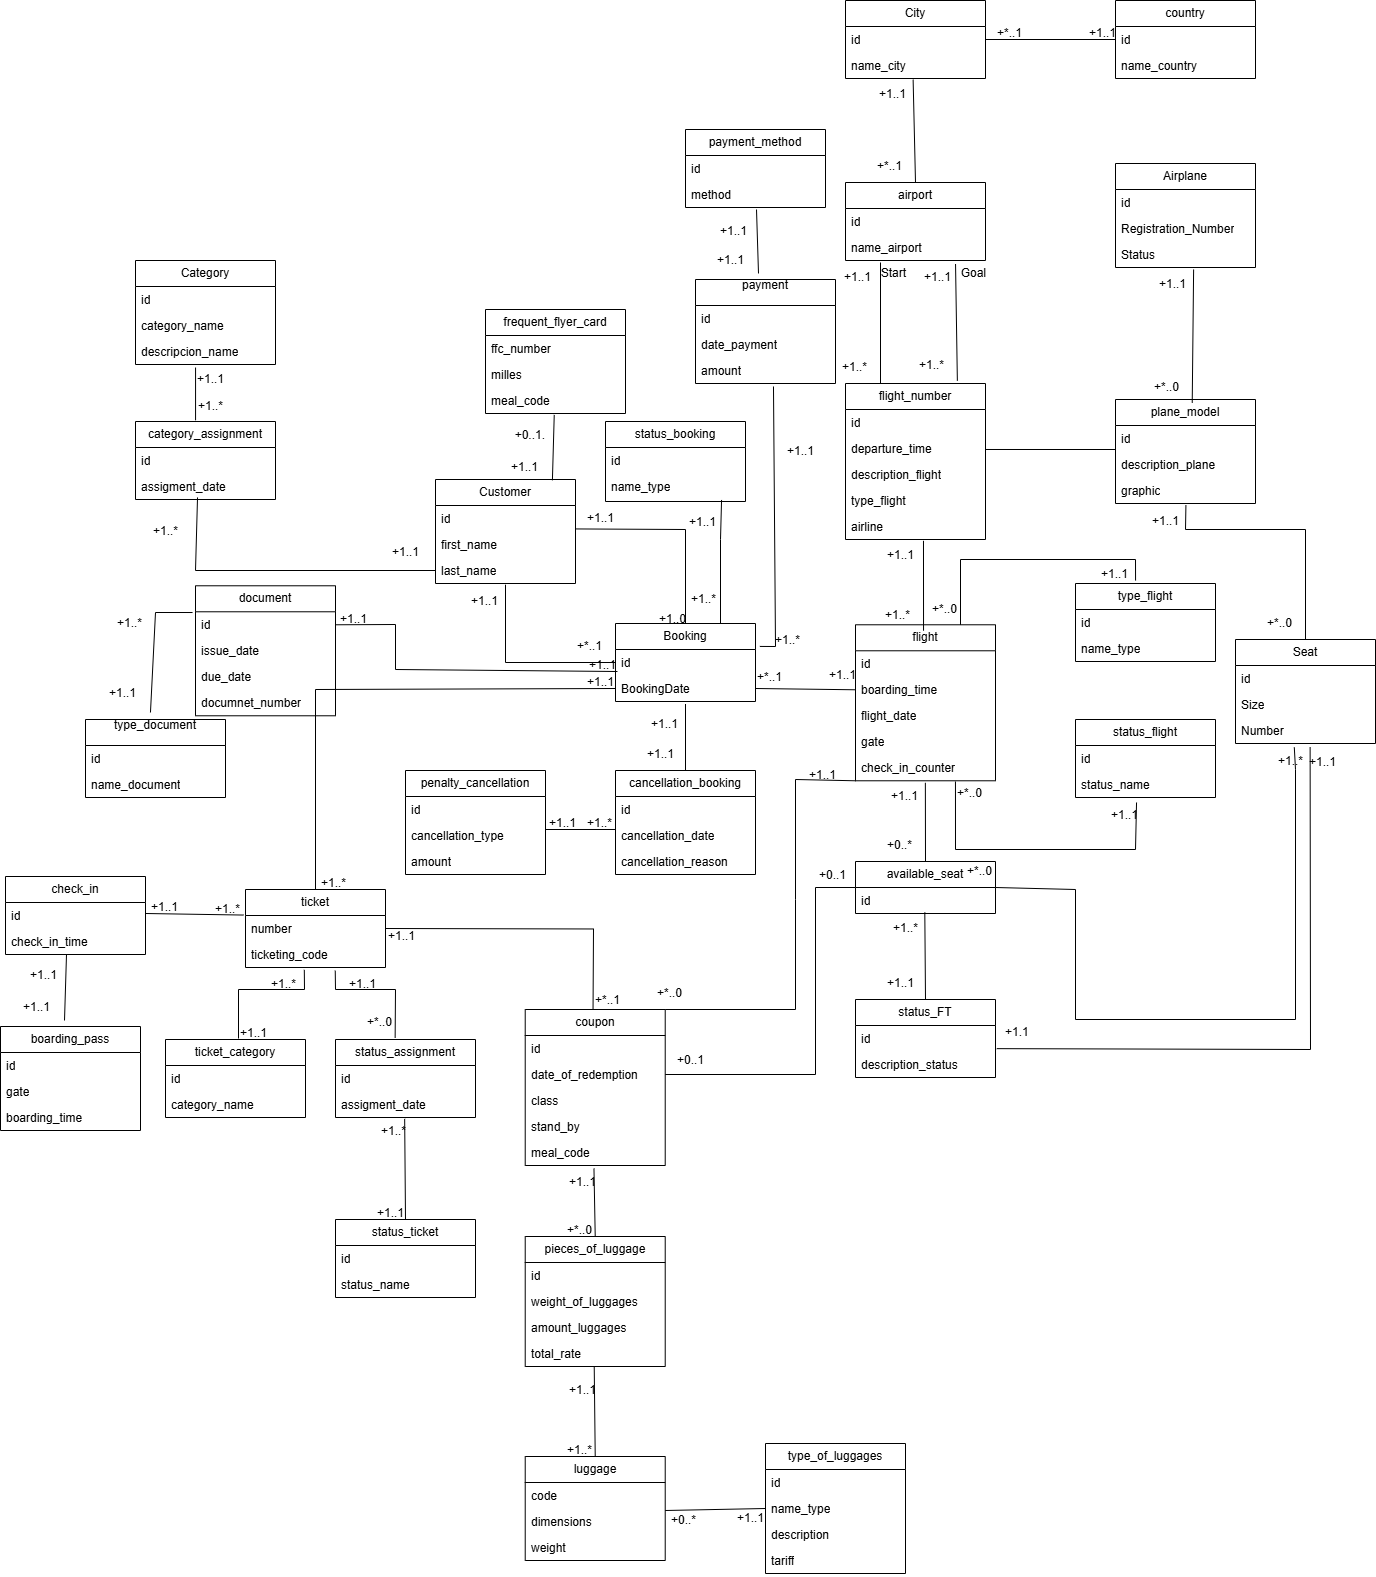 City
id
name_city
+*..1
+1..1
country
id
name_country
+1..1
+*..1
payment_method
id
method
+1..1
+1..1
airport
id
name_airport
+1..1
Start
+1..1
Goal
+1..*
+1..*
Airplane
id
Registration_Number
Status
+1..1
+*..0
Category
id
category_name
descripcion_name
+1..1
+1..*
payment
id
date_payment
amount
+1..1
+1..*
frequent_flyer_card
ffc_number
milles
meal_code
+0..1.
+1..1
category_assignment
id
assigment_date
+1..*
+1..1
status_booking
id
name_type
+1..1
+1..*
flight_number
id
departure_time
description_flight
type_flight
airline
+1..1
+1..*
plane_model
id
description_plane
graphic
+1..1
+*..0
Customer
id
first_name
last_name
+1..1
+1..0
+1..1
+*..1
document
id
issue_date
due_date
documnet_number
+1..1
+1..1
+1..*
+1..1
type_document
id
name_document
Booking
id
BookingDate
+1..1
+1..*
+*..1
+1..1
+1..1
+1..1
flight
id
boarding_time
flight_date
gate
check_in_counter
+*..0
+1..1
type_flight
id
name_type
Seat
id
Size
Number
+1..*
+1..1
status_flight
id
status_name
+1..1
+*..0
+1..1
+*..0
+1..1
+0..*
penalty_cancellation
id
cancellation_type
amount
+1..1
+1..*
cancellation_booking
id
cancellation_date
cancellation_reason
available_seat
+*..0
id
+0..1
+0..1
+1..*
+1..1
check_in
id
check_in_time
+1..1
+1..*
+1..1
+1..1
ticket
number
ticketing_code
+1..1
+*..1
+1..*
+1..1
+1..1
+*..0
status_FT
id
description_status
+1.1
boarding_pass
id
gate
boarding_time
ticket_category
id
category_name
status_assignment
id
assigment_date
+1..*
+1..1
coupon
id
date_of_redemption
class
stand_by
meal_code
+1..1
+*..0
status_ticket
id
status_name
pieces_of_luggage
id
weight_of_luggages
amount_luggages
total_rate
+1..1
+1..*
luggage
code
dimensions
weight
+0..*
+1..1
type_of_luggages
id
name_type
description
tariff